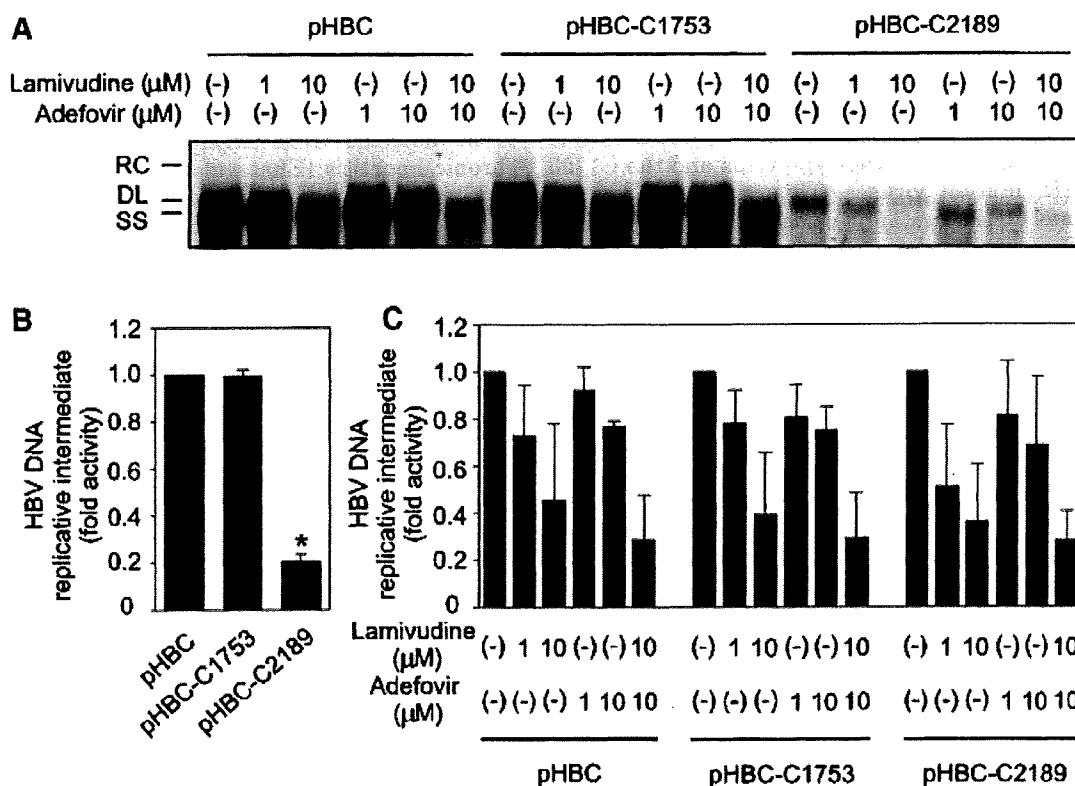 A
pHBC pHBC-C1753 pHBC-C2189
Lamivudine (μM) (-) 1 10 (-) (-) 10 (-) 1 10 (-) (-) 10 (-) 1 10 (-) (-) 10
Adefovir (μM) (-) (-) (-) 1 10 10 (-) (-) (-) 1 10 10 (-) (-) (-) 1 10 10
RC
DL
SS
B
HBV DNA
replicative intermediate
(fold activity)
1.2
1.0
0.8
0.6
0.4
0.2
0
*
pHBC
pHBC-C1753
pHBC-C2189
C
HBV DNA
replicative intermediate
(fold activity)
1.2
1.0
0.8
0.6
0.4
0.2
0
Lamivudine
(μM)
(-) 1 10 (-) (-) 10 (-) 1 10 (-) (-) 10 (-) 1 10 (-) (-) 10
Adefovir
(μM)
(-) (-) (-) 1 10 10 (-) (-) (-) 1 10 10 (-) (-) (-) 1 10 10
pHBC pHBC-C1753 pHBC-C2189